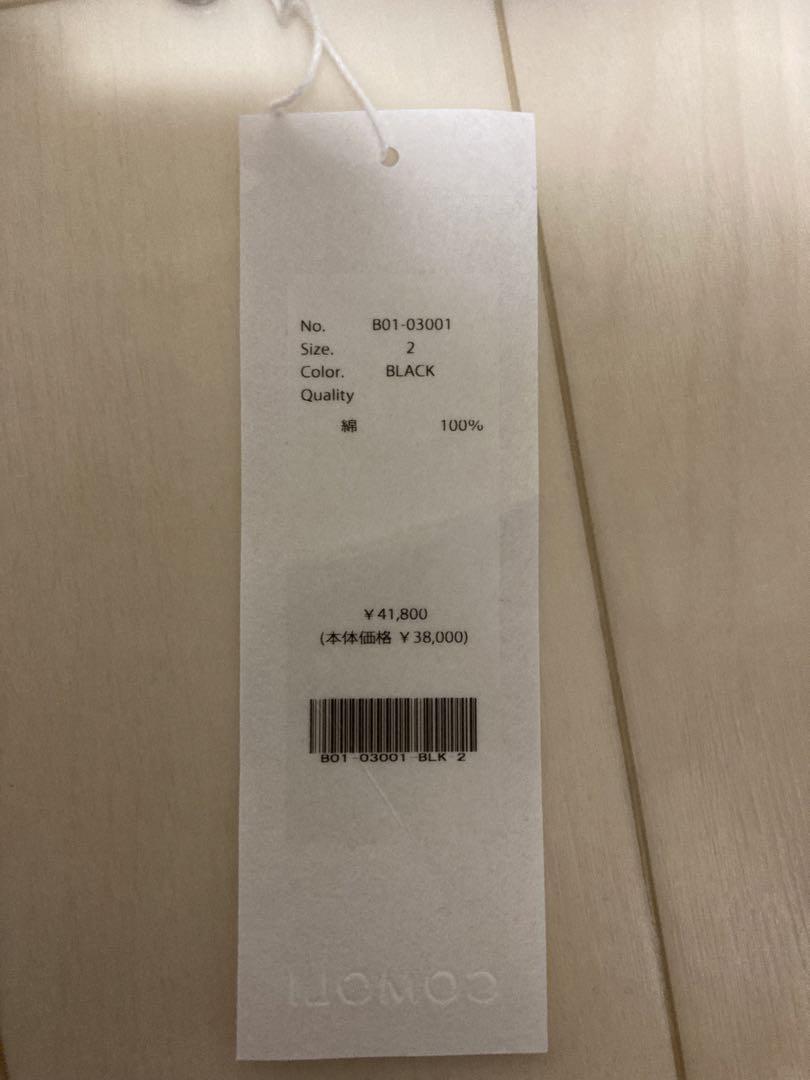 No. B01-03001
Size. 2
Color. BLACK
Quality
綿 100%
￥41,800
(本体価格 ￥38,000)
B01-03001-BLK-2
COMOLI